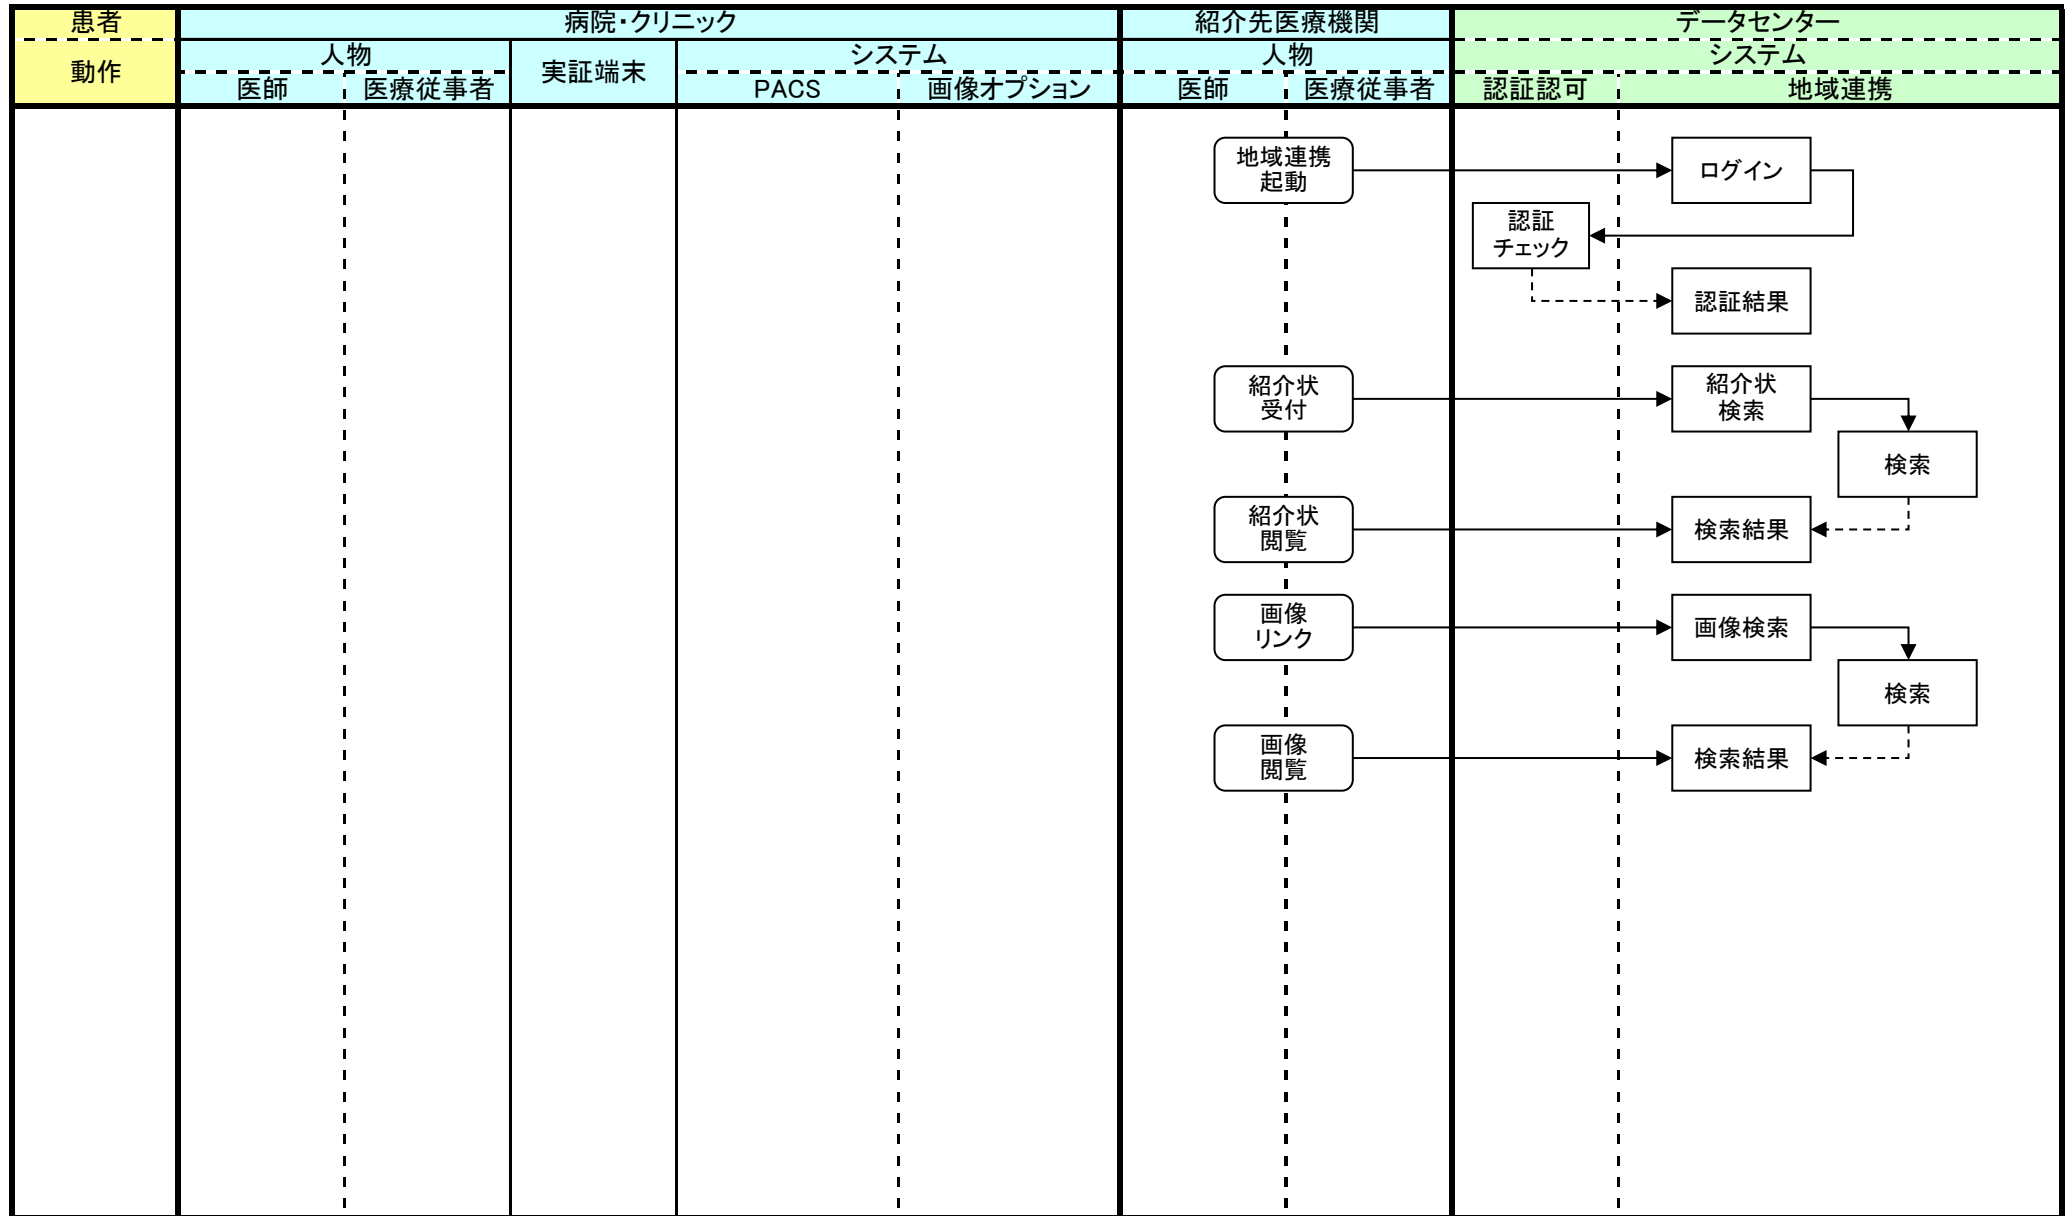 患者
病院・クリニック
紹介先医療機関
データセンター
動作
人物
実証端末
システム
人物
システム
医師
医療従事者
PACS
画像オプション
医師
医療従事者
認証認可
地域連携
地域連携
起動
ログイン
認証
チェック
認証結果
紹介状
受付
紹介状
検索
検索
紹介状
閲覧
検索結果
画像
リンク
画像検索
検索
画像
閲覧
検索結果